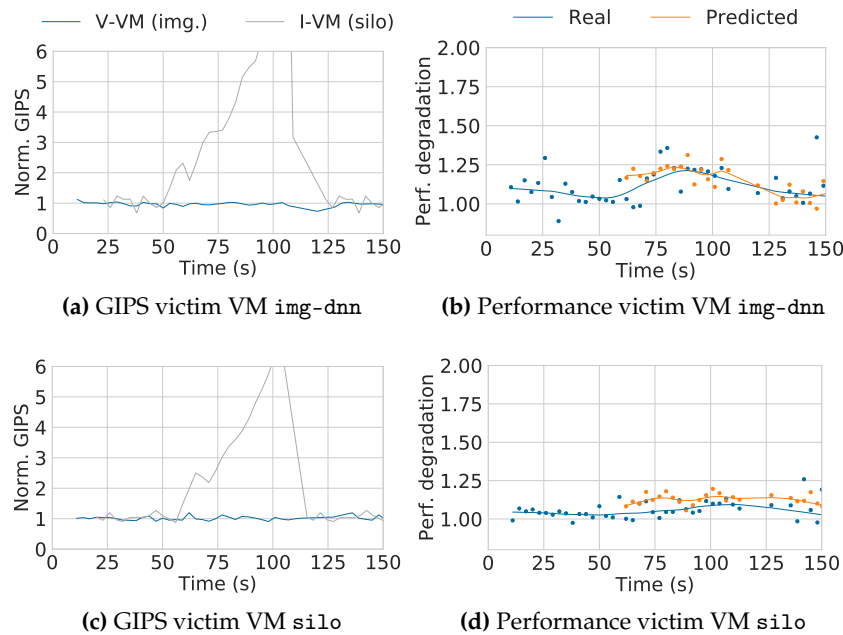 V-VM (img.) I-VM (silo)
Real Predicted
6
5
4
3
2
1
0
Norm. GIPS
0 25 50 75 100 125 150
Time (s)
2.00
1.75
1.50
1.25
1.00
Perf. degradation
0 25 50 75 100 125 150
Time (s)
(a) GIPS victim VM img-dnn
(b) Performance victim VM img-dnn
6
4
3
2
1
0
Norm. GIPS
0 25 50 75 100 125 150
Time (s)
2.00
1.75
1.50
1.25
1.00
Perf. degradation
0 25 50 75 100 125 150
Time (s)
(c) GIPS victim VM silo
(d) Performance victim VM silo